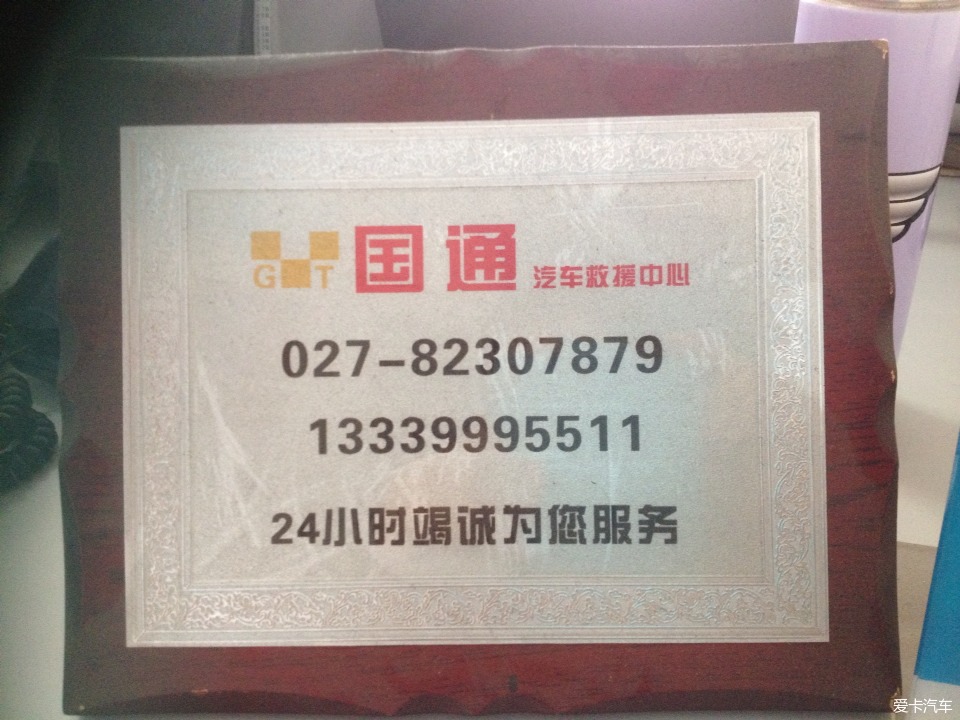 GT 国通 汽车救援中心
027-82307879
13339995511
24小时竭诚为您服务
爱卡汽车